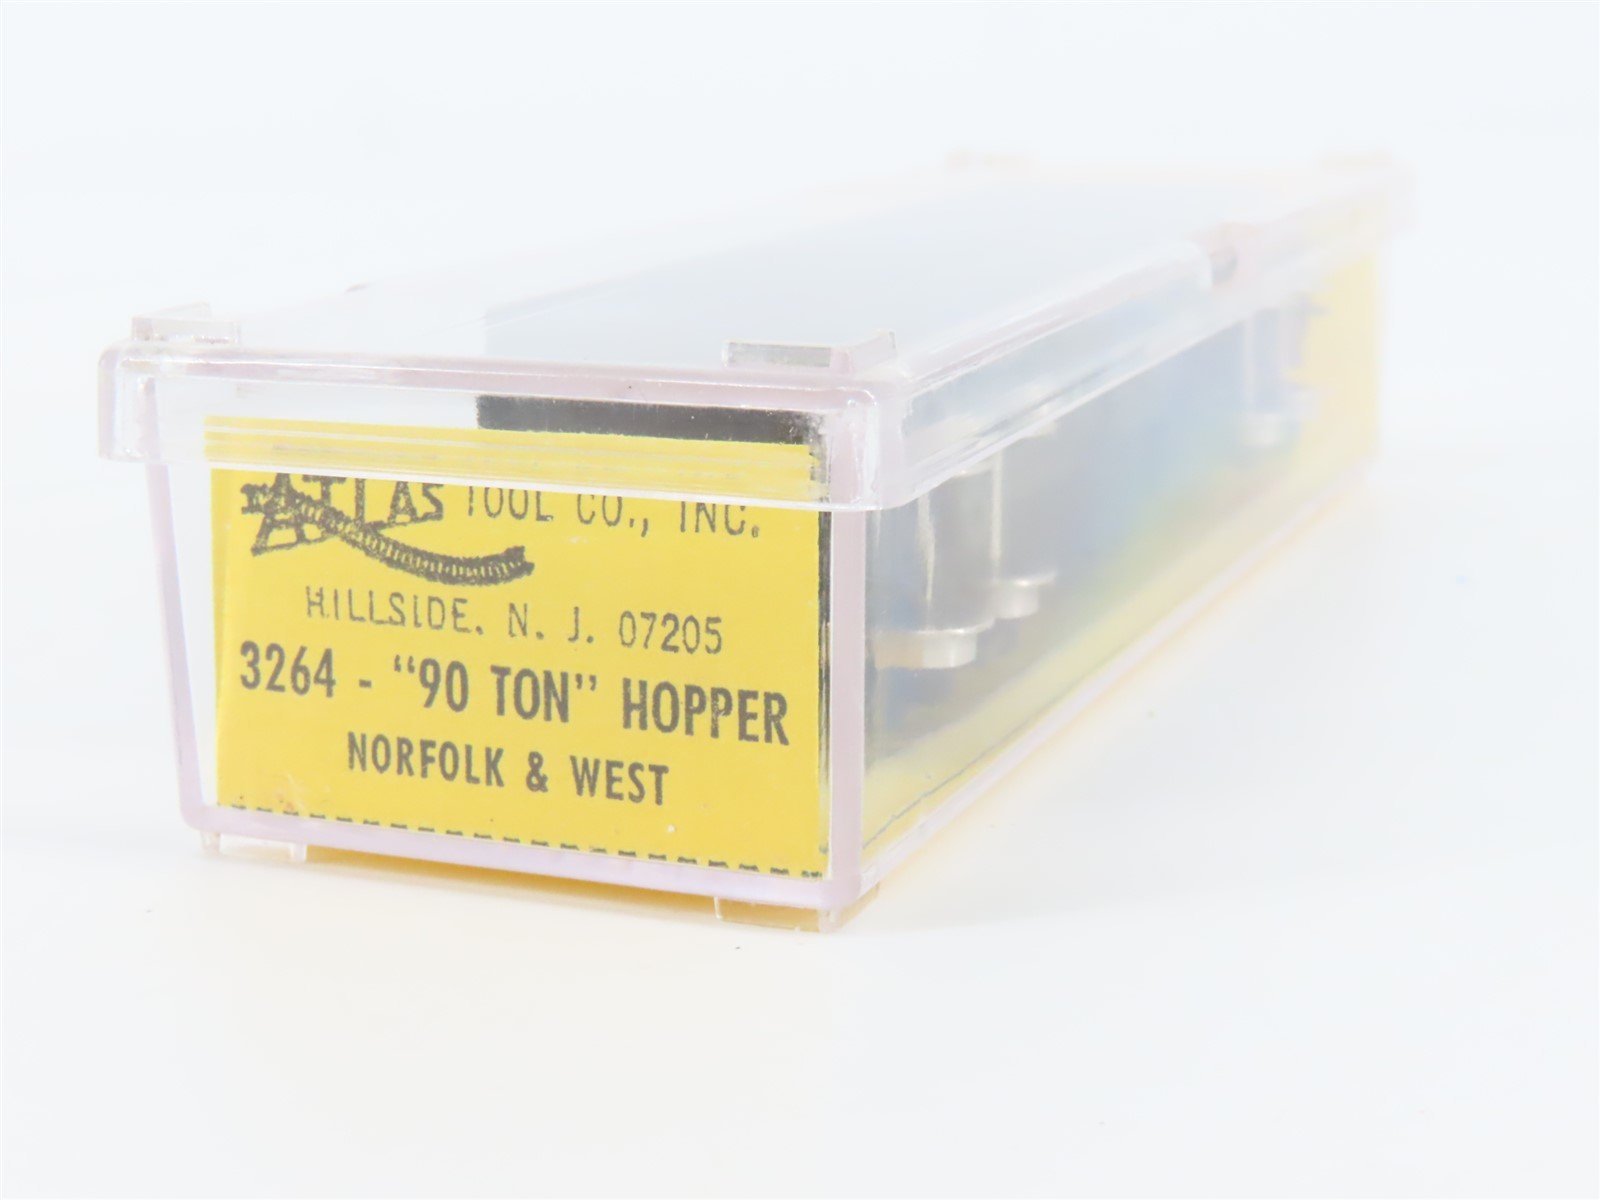 ATLAS TOOL CO., INC.
HILLSIDE. N. J. 07205
3264 - "90 TON" HOPPER
NORFOLK & WEST